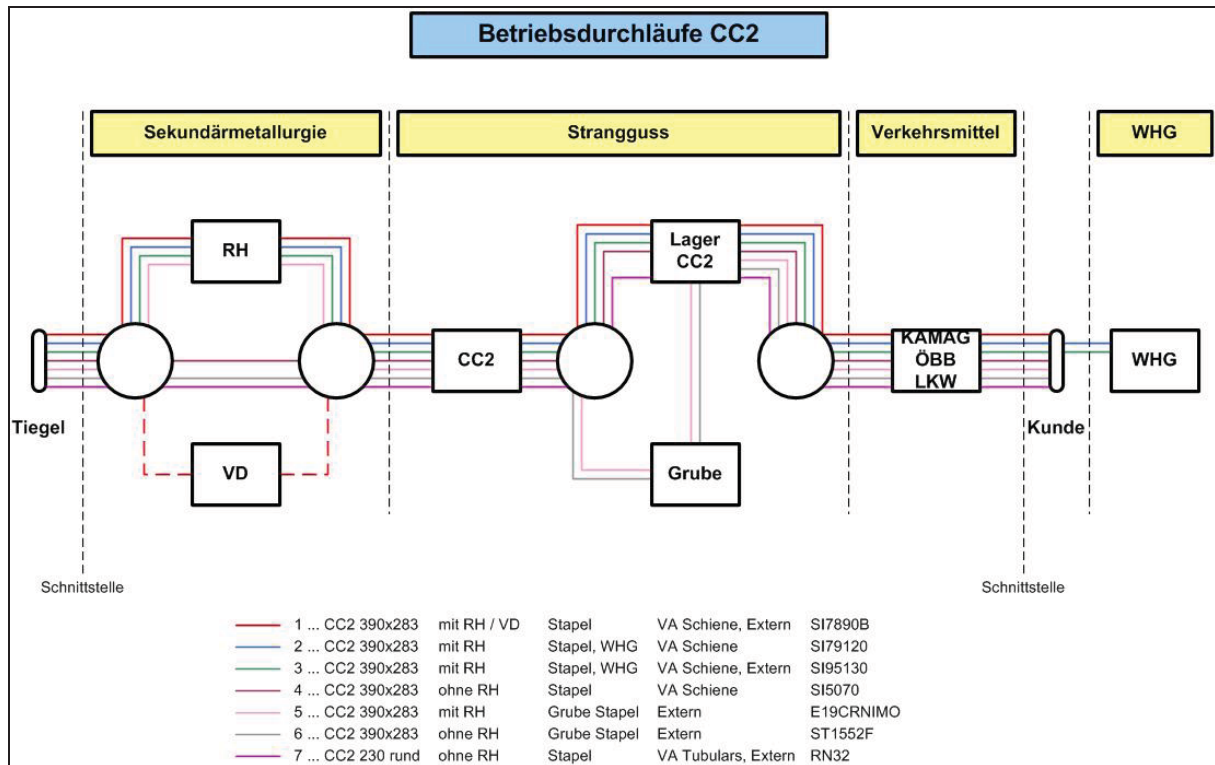 Betriebsdurchläufe CC2
Sekundärmetallurgie
Strangguss
Verkehrsmittel
WHG
RH
Lager
CC2
CC2
KAMAG
ÖBB
LKW
WHG
Tiegel
Kunde
VD
Grube
Schnittstelle
Schnittstelle
1 ... CC2 390x283 mit RH / VD Stapel VA Schiene, Extern SI7890B
2 ... CC2 390x283 mit RH Stapel, WHG VA Schiene SI79120
3 ... CC2 390x283 mit RH Stapel, WHG VA Schiene, Extern SI95130
4 ... CC2 390x283 ohne RH Stapel VA Schiene SI5070
5 ... CC2 390x283 mit RH Grube Stapel Extern E19CRNIMO
6 ... CC2 390x283 ohne RH Grube Stapel Extern ST1552F
7 ... CC2 230 rund ohne RH Stapel VA Tubulars, Extern RN32